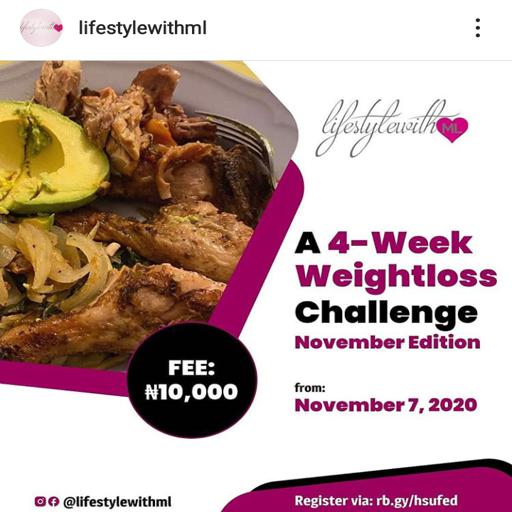 lifestylewithml
lifestylewith ML
A 4-Week
Weightloss
Challenge
November Edition
FEE:
₦10,000
from:
November 7, 2020
@lifestylewithml
Register via: rb.gy/hsufed